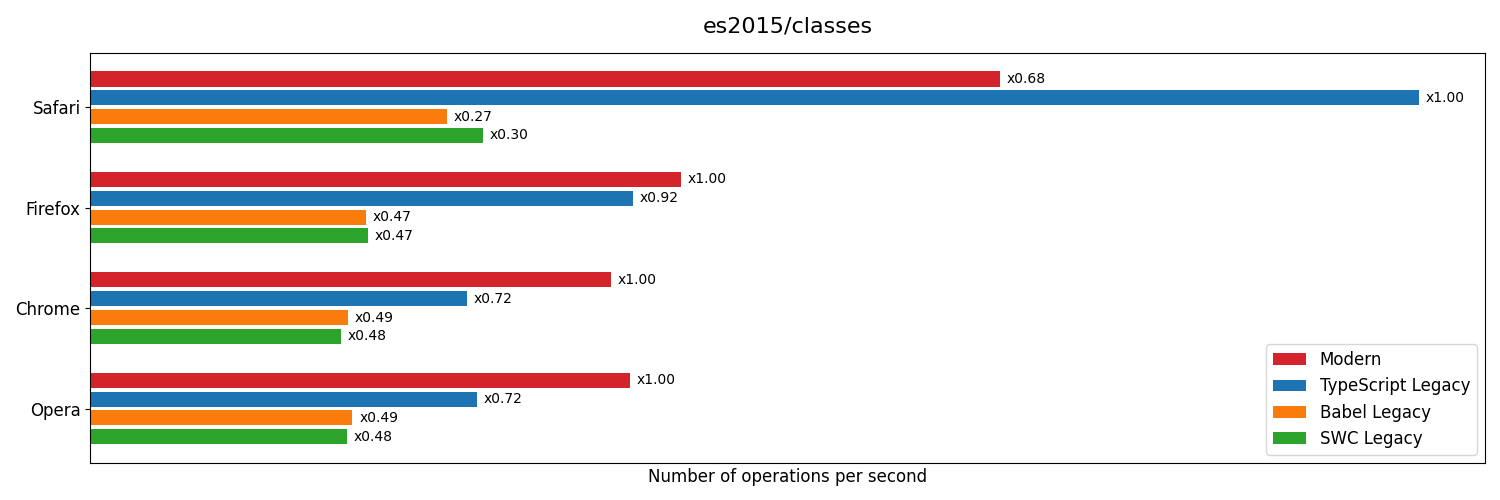 es2015/classes
Safari
x0.68
x1.00
x0.27
x0.30
Firefox
x1.00
x0.92
x0.47
x0.47
Chrome
x1.00
x0.72
x0.49
x0.48
Opera
x1.00
x0.72
x0.49
x0.48
Modern
TypeScript Legacy
Babel Legacy
SWC Legacy
Number of operations per second